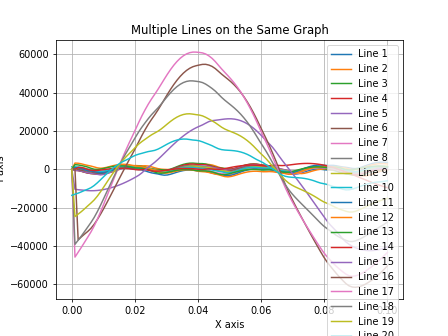 Multiple Lines on the Same Graph
60000
40000
20000
0
−20000
−40000
−60000
0.00
0.02
0.04
0.06
X axis
axis
Line 1
Line 2
Line 3
Line 4
Line 5
Line 6
Line 7
Line 8
Line 9
Line 10
Line 11
Line 12
Line 13
Line 14
Line 15
Line 16
Line 17
Line 18
Line 19
Line 20